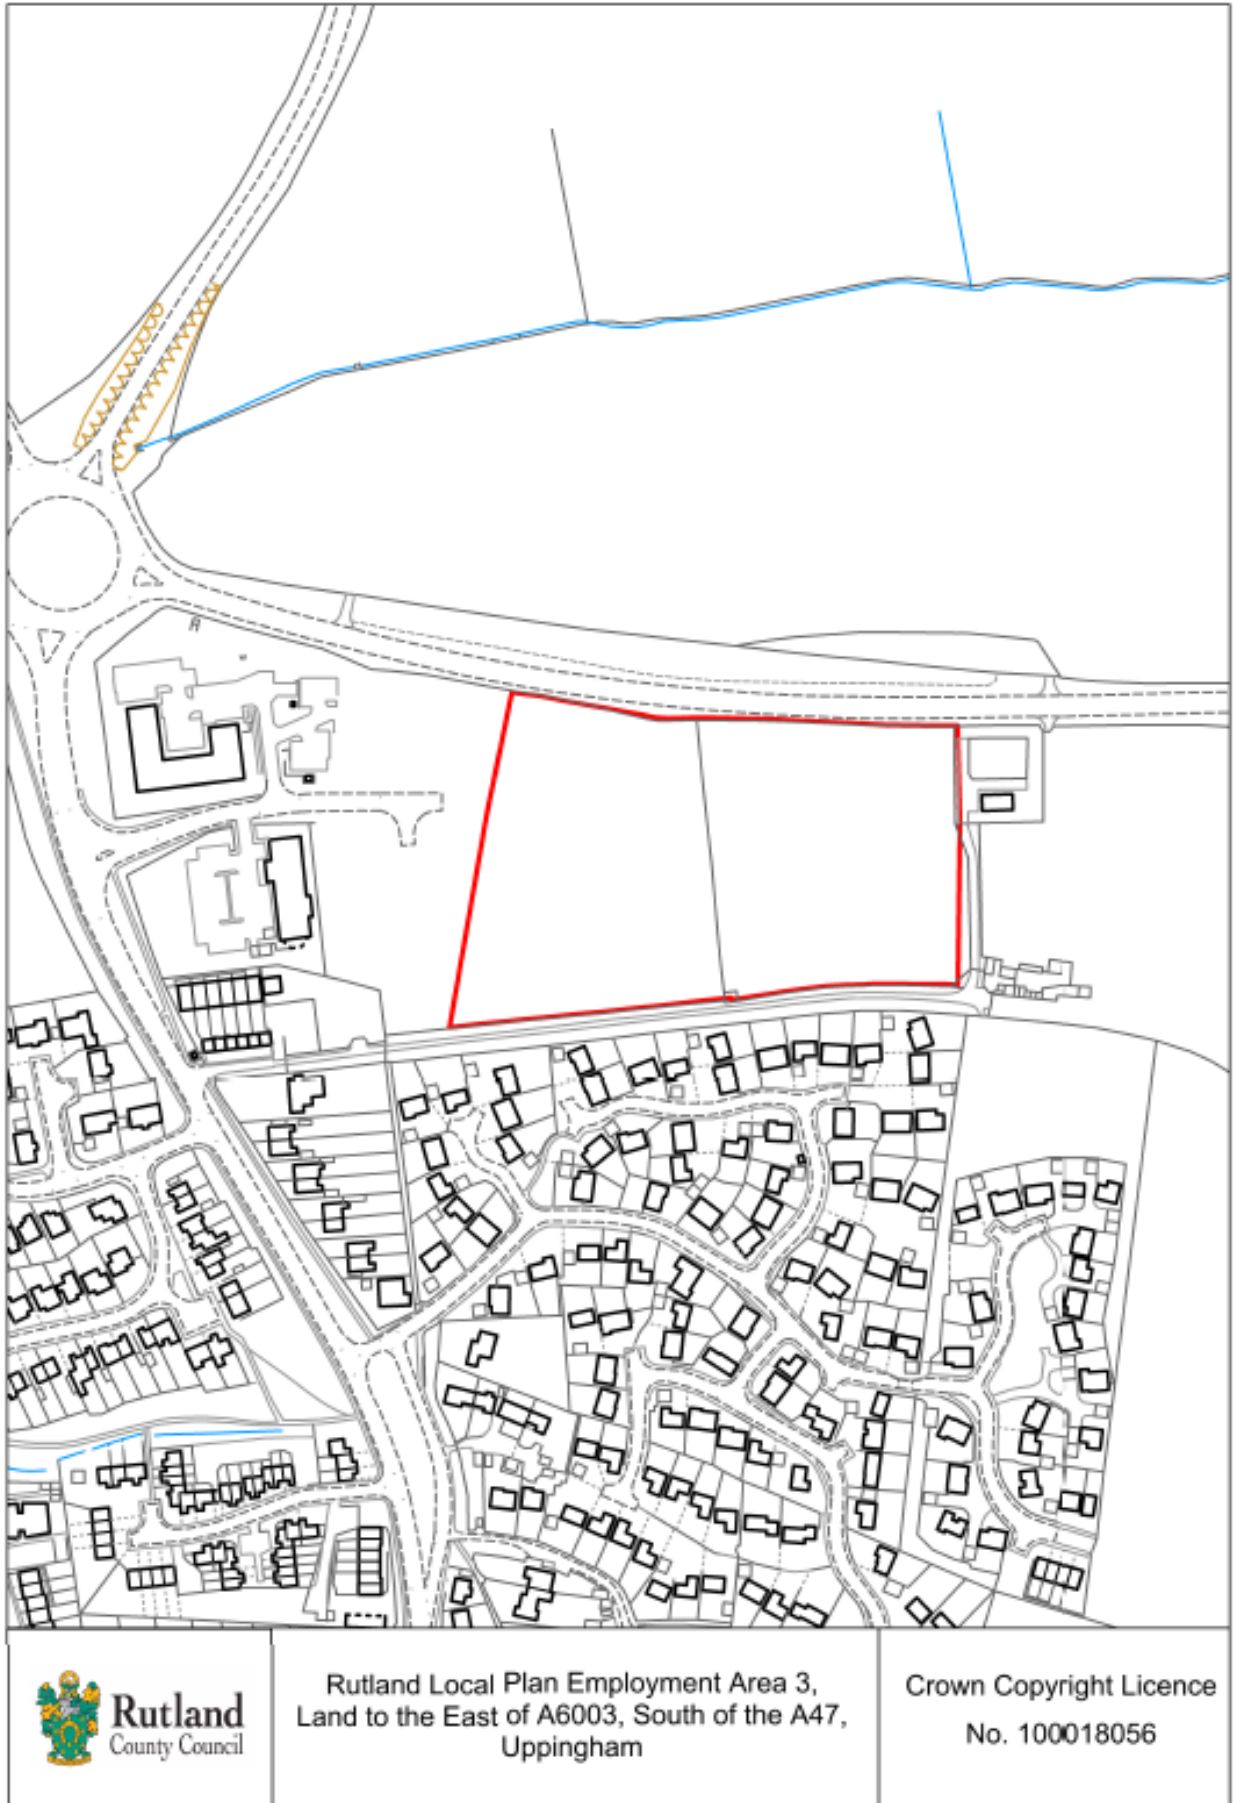 Rutland
County Council
Rutland Local Plan Employment Area 3,
Land to the East of A6003, South of the A47,
Uppingham
Crown Copyright Licence
No. 100018056